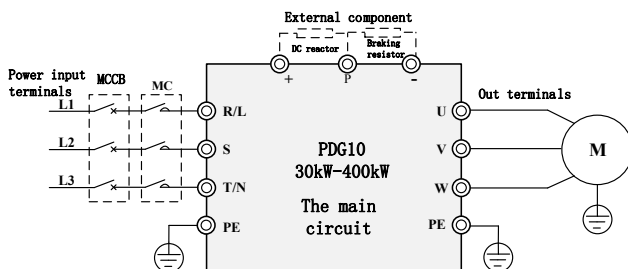 External component
DC reactor
Braking
resistor
+
P
-
Power input
terminals
MCCB
MC
L1
R/L
U
Out terminals
L2
S
PDG10
V
M
30kW-400kW
L3
T/N
W
The main
circuit
PE
PE